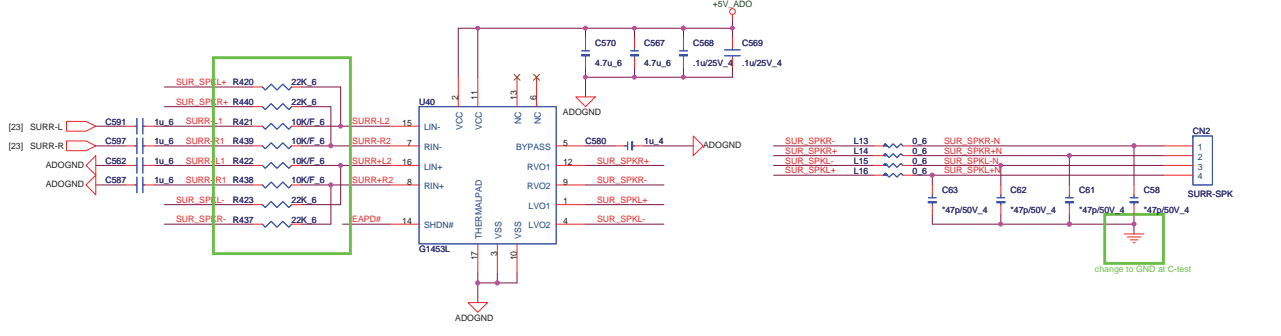 +5V_ADO
C570
4.7u_6
C567
4.7u_6
C568
.1u/25V_4
C569
.1u/25V_4
ADOGND
SUR_SPKL+ R420 22K_6
SUR_SPKR+ R440 22K_6
[23] SURR-L C591 1u_6 SURR-L1 R421 10K/F_6 SURR-L2
[23] SURR-R C597 1u_6 SURR-R1 R439 10K/F_6 SURR-R2
ADOGND C562 1u_6 SURR+L1 R422 10K/F_6 SURR+L2
ADOGND C587 1u_6 SURR+R1 R438 10K/F_6 SURR+R2
SUR_SPKL- R423 22K_6
SUR_SPKR- R437 22K_6 EAPD#
U40
2 11 13 6
VCC VCC NC NC
15 LIN-
7 RIN-
16 LIN+
8 RIN+
14 SHDN#
BYPASS 5 C580 1u_4 ADOGND
RVO1 12 SUR_SPKR+
RVO2 9 SUR_SPKR-
LVO1 1 SUR_SPKL+
LVO2 4 SUR_SPKL-
THERMALPAD VSS VSS
17 3 10
G1453L
ADOGND
CN2
SUR_SPKR- L13 0_6 SUR_SPKR-N 1
SUR_SPKR+ L14 0_6 SUR_SPKR+N 2
SUR_SPKL- L15 0_6 SUR_SPKL-N 3
SUR_SPKL+ L16 0_6 SUR_SPKL+N 4
SURR-SPK
C63
*47p/50V_4
C62
*47p/50V_4
C61
*47p/50V_4
C58
*47p/50V_4
change to GND at C-test